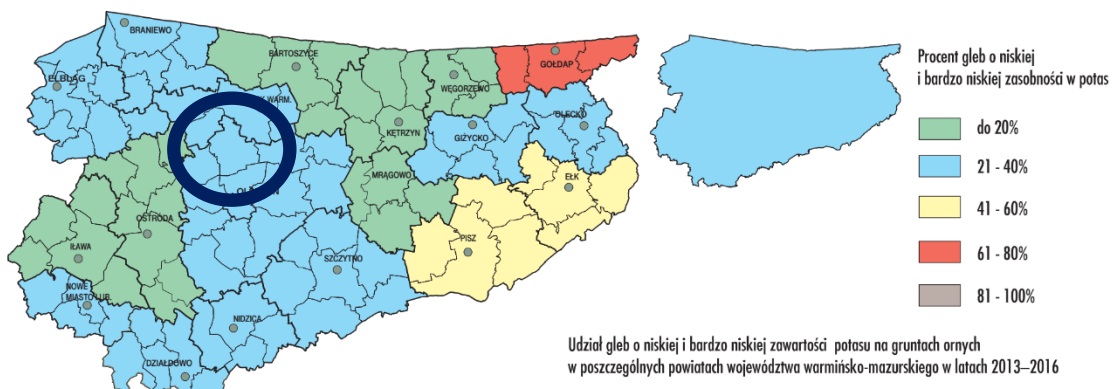 BRANIEWO
BARTOSZYCE
GOŁDAP
ELBLĄG
WĘGORZEWO
WARM.
OLECKO
KĘTRZYN
GIŻYCKO
MRĄGOWO
EŁK
OSTRÓDA
PISZ
IŁAWA
SZCZYTNO
NOWE
MIASTO LUB.
NIDZICA
DZIAŁDOWO
Procent gleb o niskiej
i bardzo niskiej zasobności w potas
do 20%
21 - 40%
41 - 60%
61 - 80%
81 - 100%
Udział gleb o niskiej i bardzo niskiej zawartości potasu na gruntach ornych
w poszczególnych powiatach województwa warmińsko-mazurskiego w latach 2013–2016